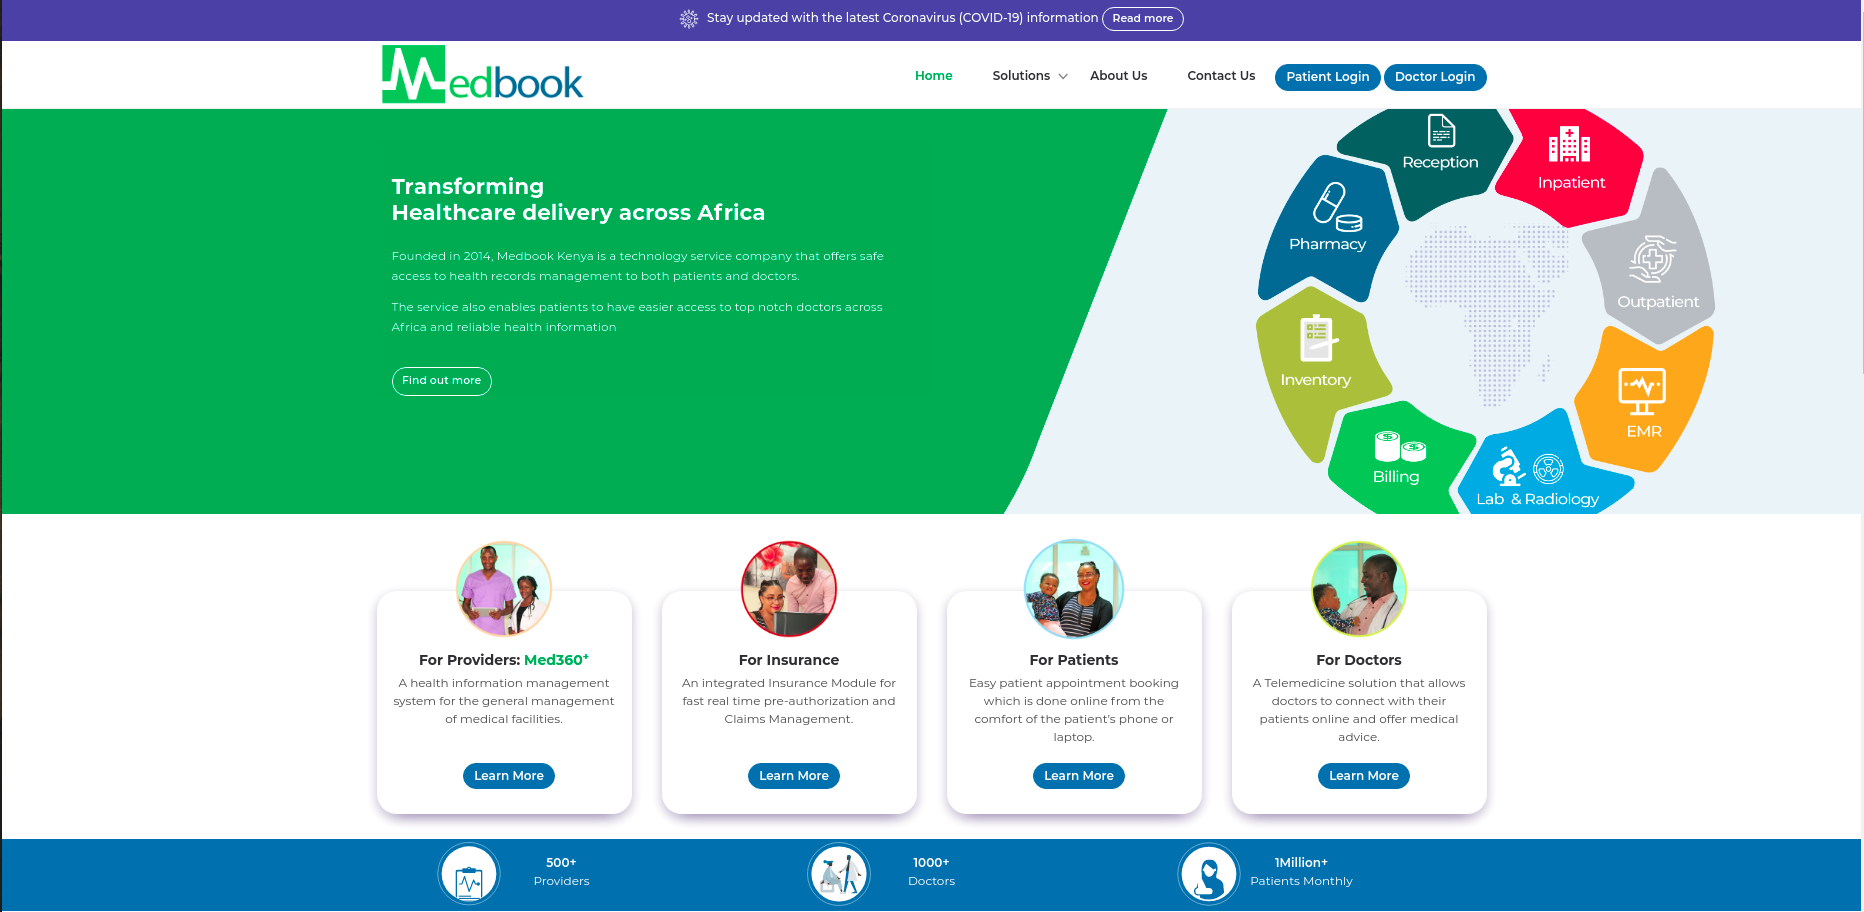 Stay updated with the latest Coronavirus (COVID-19) information Read more
Medbook
Home Solutions About Us Contact Us Patient Login Doctor Login
Transforming
Healthcare delivery across Africa
Founded in 2014, Medbook Kenya is a technology service company that offers safe
access to health records management to both patients and doctors.
The service also enables patients to have easier access to top notch doctors across
Africa and reliable health information
Find out more
Reception
Inpatient
Pharmacy
Outpatient
Inventory
EMR
Billing
Lab & Radiology
For Providers: Med360+
A health information management
system for the general management
of medical facilities.
Learn More
For Insurance
An integrated Insurance Module for
fast real time pre-authorization and
Claims Management.
Learn More
For Patients
Easy patient appointment booking
which is done online from the
comfort of the patient's phone or
laptop.
Learn More
For Doctors
A Telemedicine solution that allows
doctors to connect with their
patients online and offer medical
advice.
Learn More
500+
Providers
1000+
Doctors
1Million+
Patients Monthly